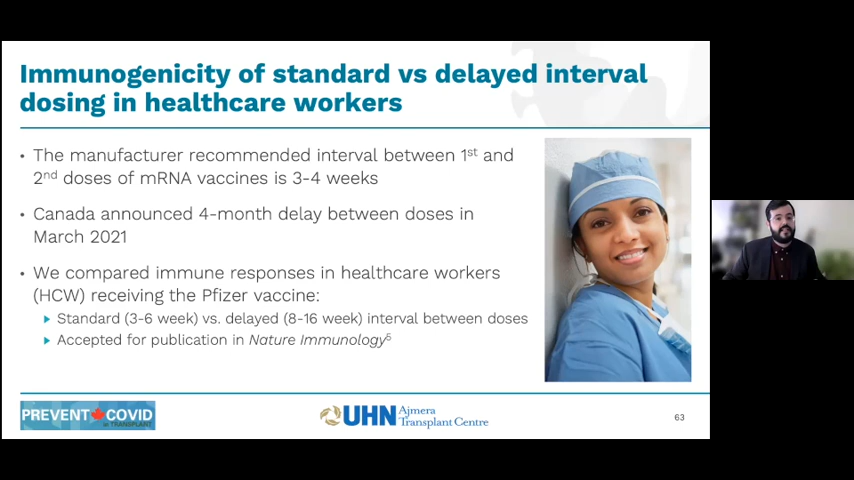 Immunogenicity of standard vs delayed interval
dosing in healthcare workers
• The manufacturer recommended interval between 1st and
2nd doses of mRNA vaccines is 3-4 weeks
• Canada announced 4-month delay between doses in
March 2021
• We compared immune responses in healthcare workers
(HCW) receiving the Pfizer vaccine:
Standard (3-6 week) vs. delayed (8-16 week) interval between doses
Accepted for publication in Nature Immunology5
PREVENT COVID
in TRANSPLANT
UHN Ajmera
Transplant Centre
63